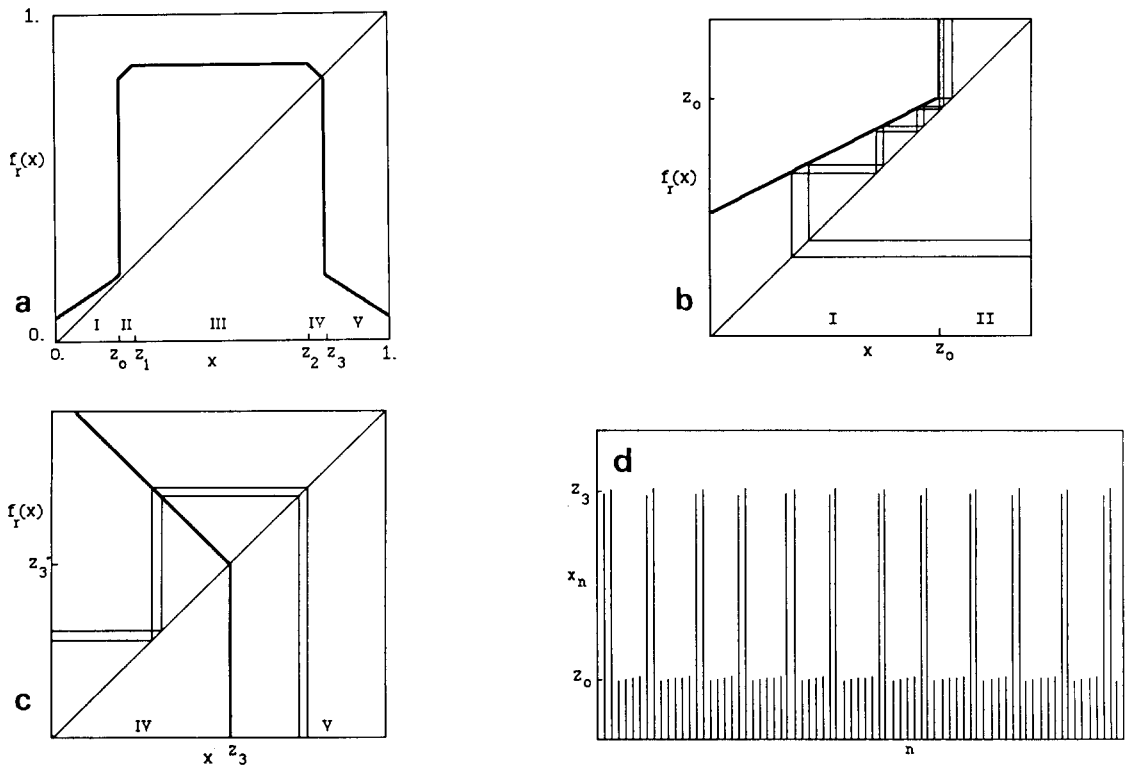 1.
f_r(x)
a
I II III IV V
0.
0. z_0 z_1 x z_2 z_3 1.
z_0
f_r(x)
b
I II
x z_0
f_r(x)
z_3
c
IV V
x z_3
d
z_3
x_n
z_0
n